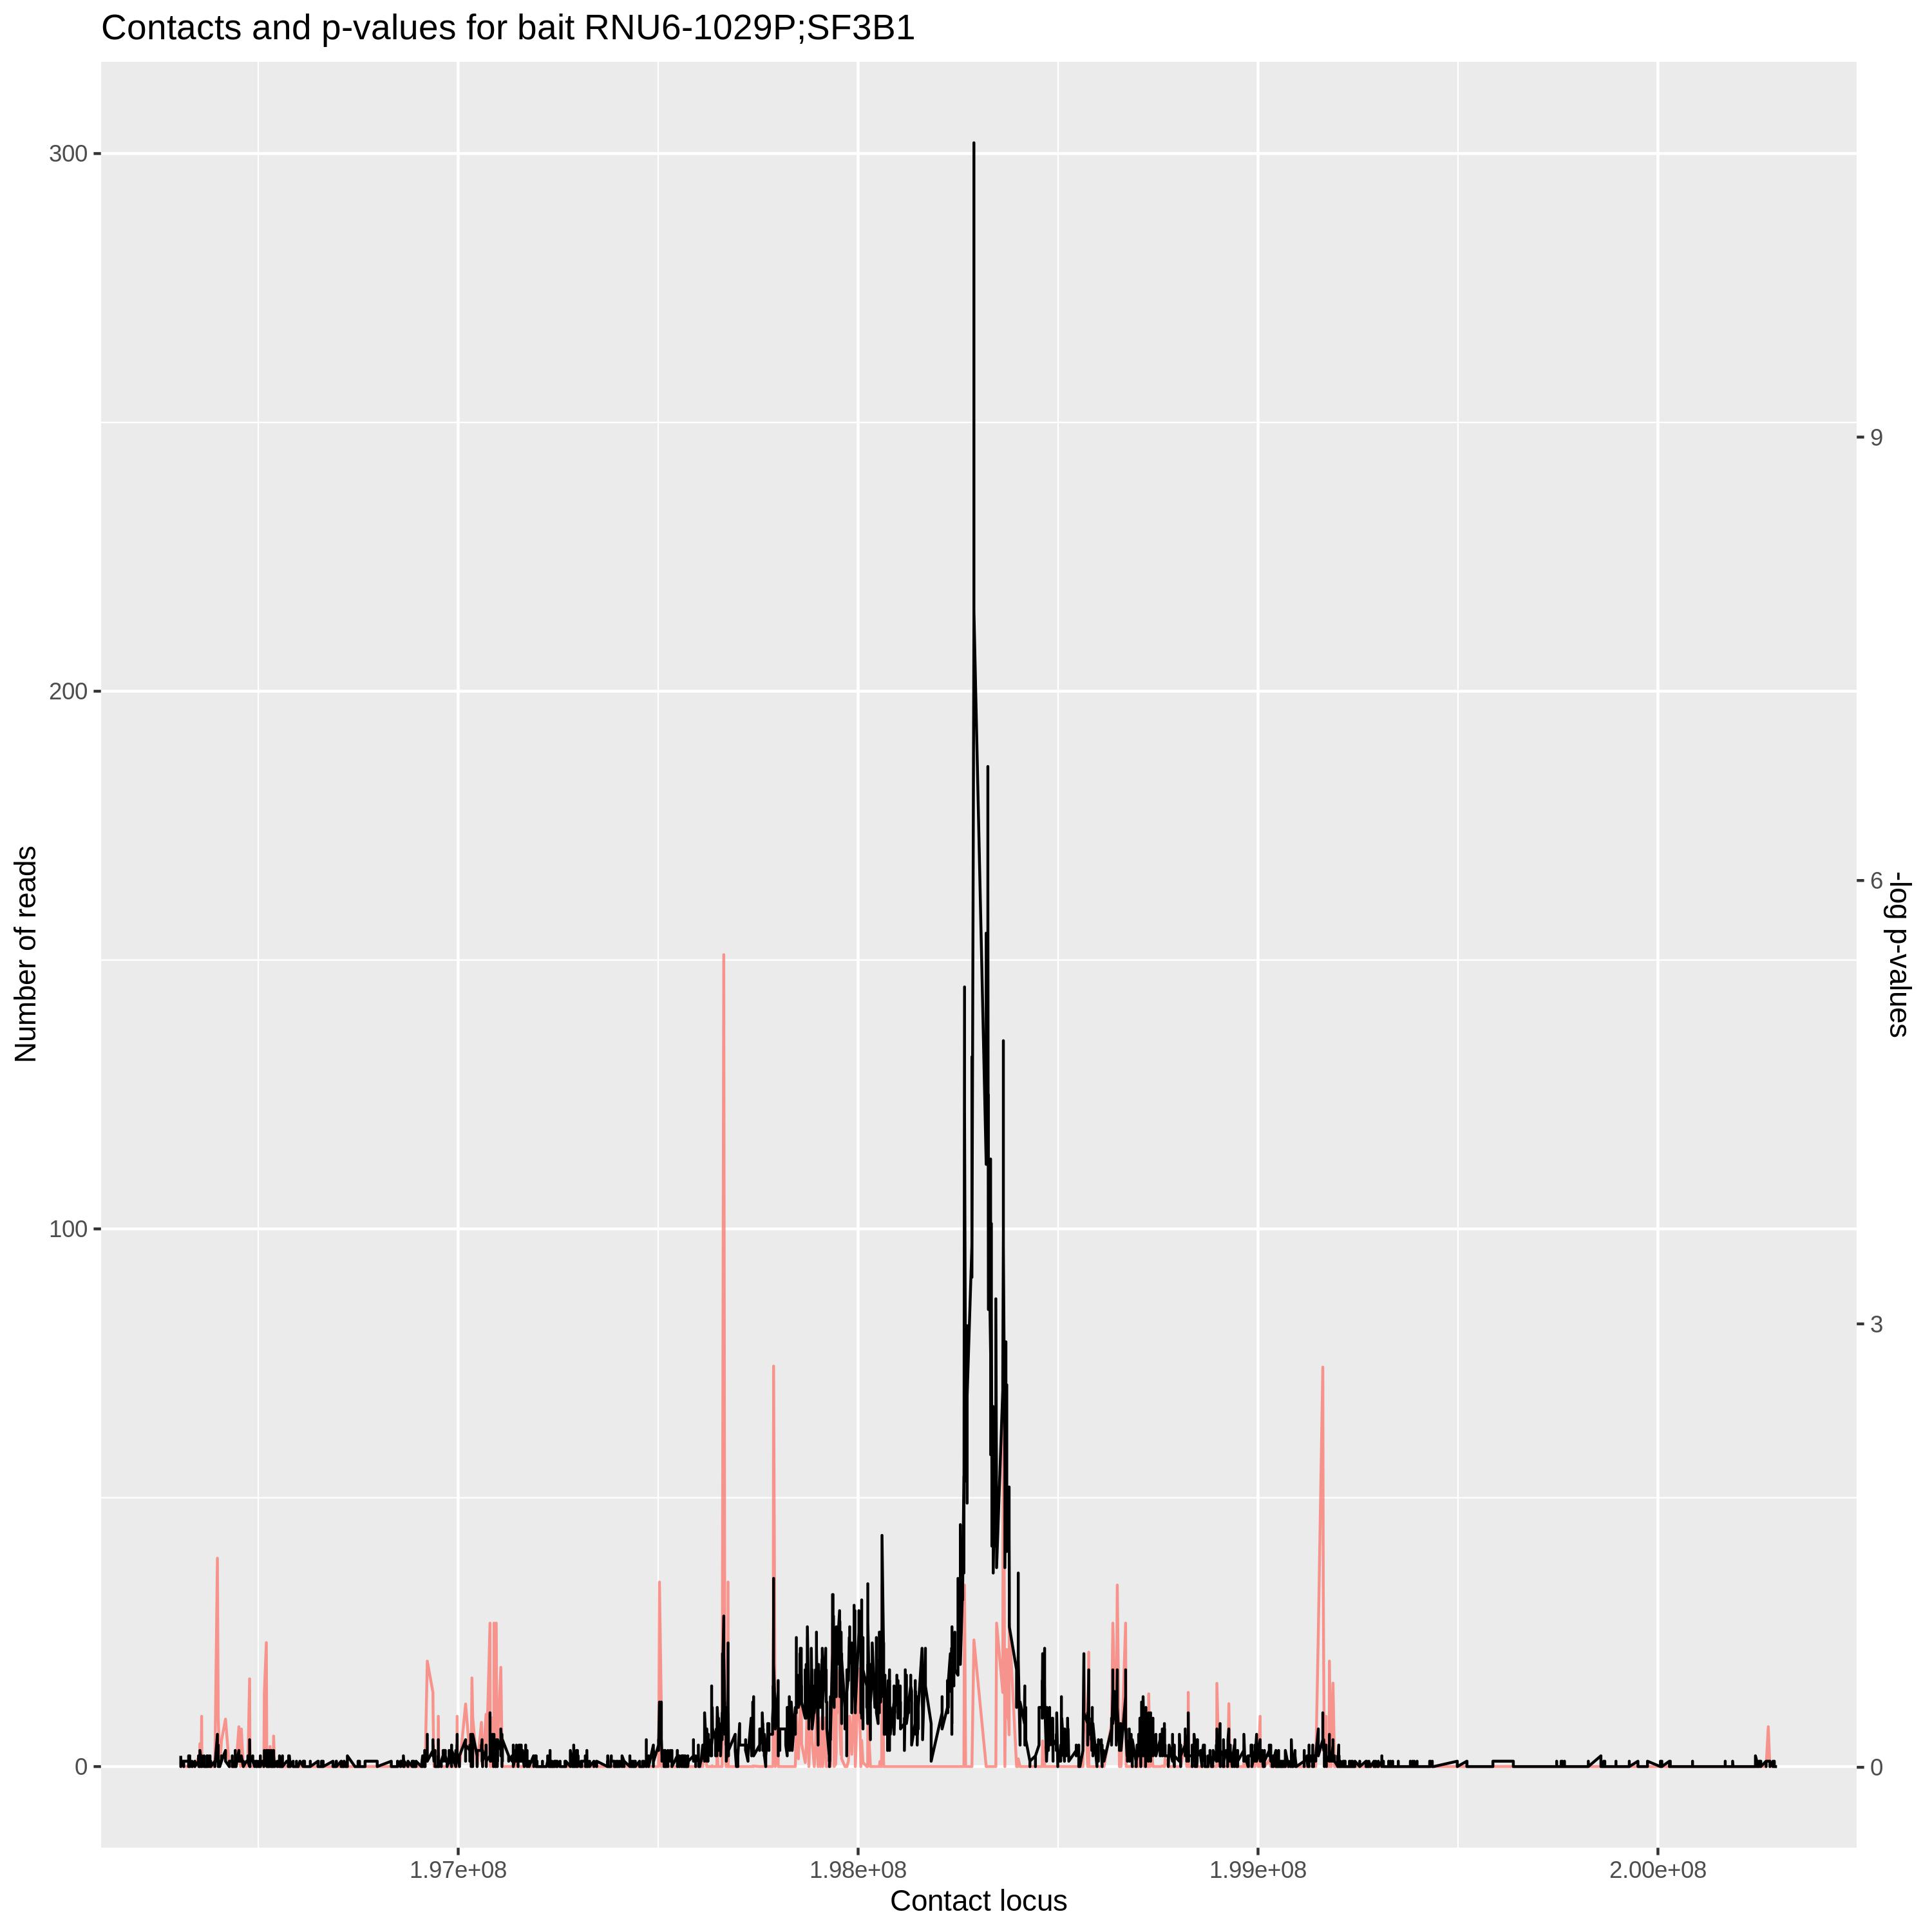 Contacts and p-values for bait RNU6-1029P;SF3B1
300
200
100
0
Number of reads
9
6
3
0
-log p-values
1.97e+08
1.98e+08
1.99e+08
2.00e+08
Contact locus